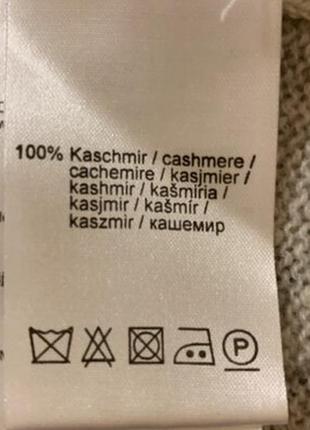 100% Kaschmir / cashmere /
cachemire / kasjmier /
kashmir / kašmiria /
kasjmir / kašmír /
kaszmir / кашемир
P